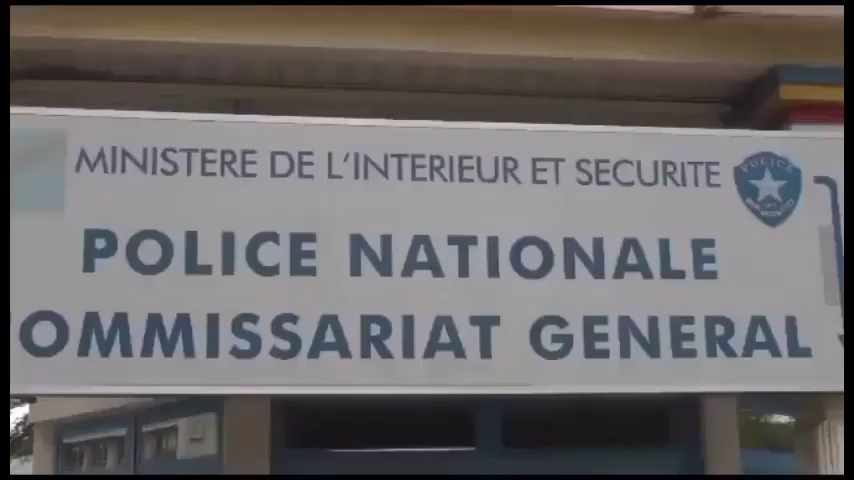 MINISTERE DE L'INTERIEUR ET SECURITE
POLICE
POLICE NATIONALE
OMMISSARIAT GENERAL